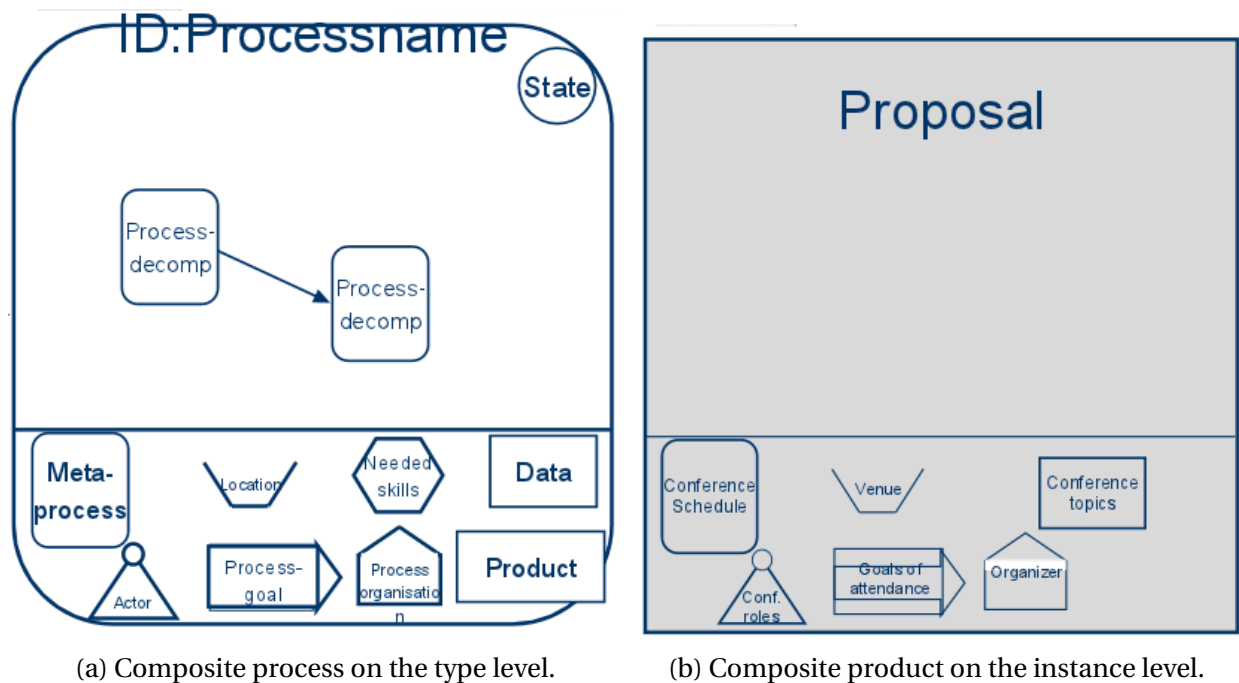 ID:Processname
State
Process-
decomp
Process-
decomp
Meta-
process
Location
Needed
skills
Data
Actor
Process-
goal
Process
organisatio
n
Product
(a) Composite process on the type level.
Proposal
Conference
Schedule
Venue
Conference
topics
Conf.
roles
Goals of
attendance
Organizer
(b) Composite product on the instance level.